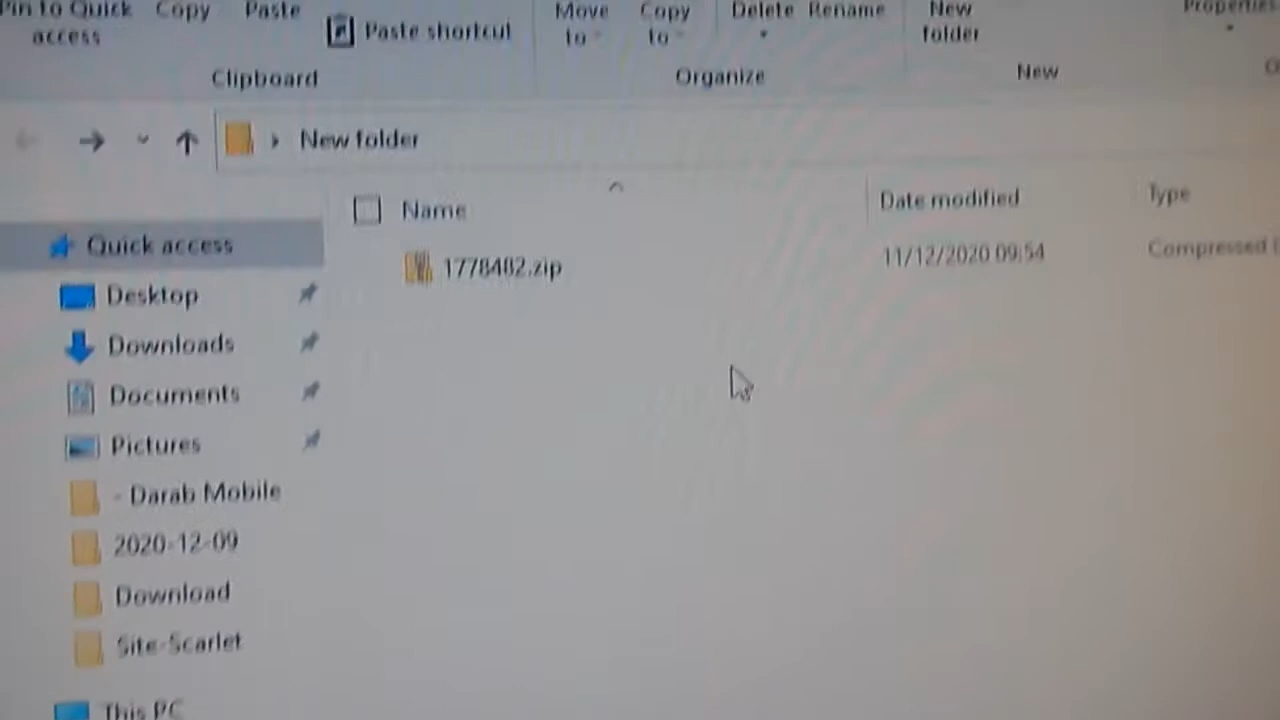 Pin to Quick
access
Copy
Paste
Paste shortcut
Clipboard
Move
to
Copy
to
Delete
Rename
Organize
New
folder
New
Properties
New folder
Name
Date modified
Type
1778482.zip
11/12/2020 09:54
Compressed
Quick access
Desktop
Downloads
Documents
Pictures
- Darab Mobile
2020-12-09
Download
Site-Scarlet
This PC